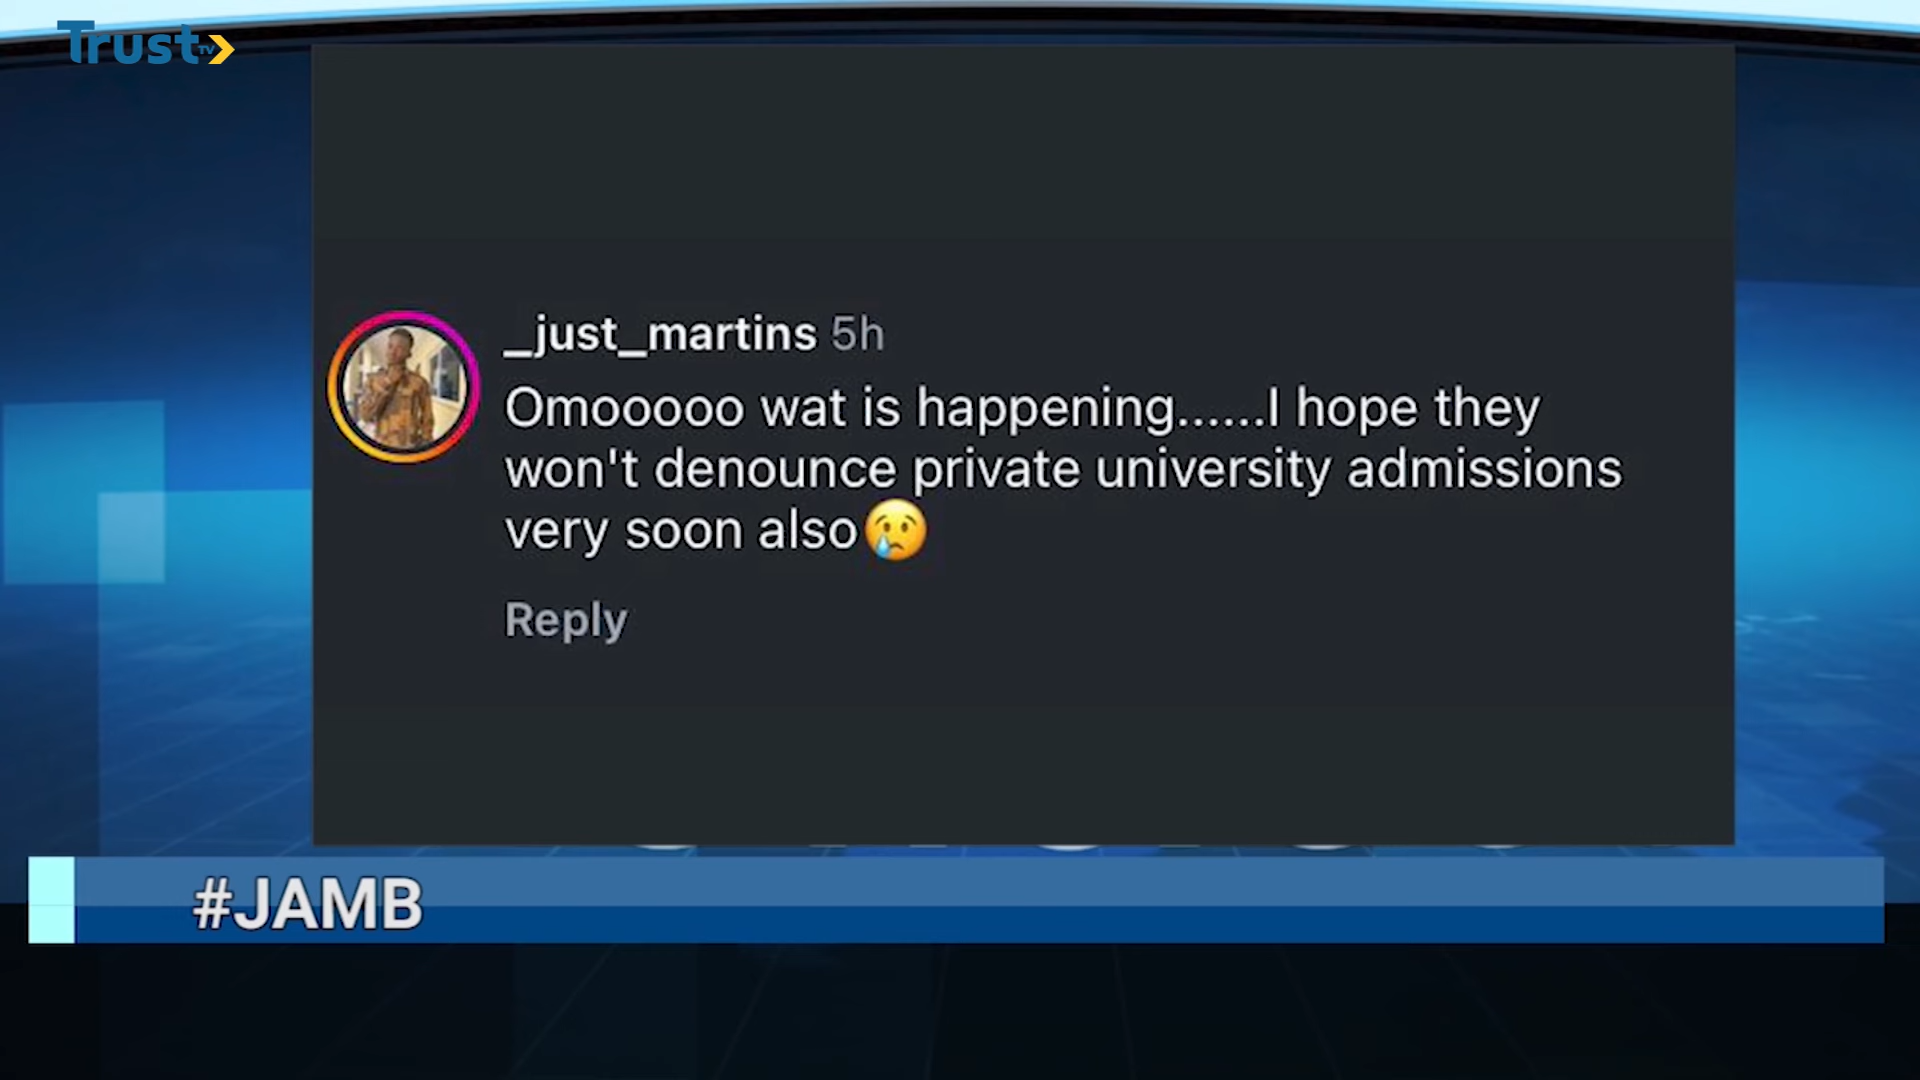 Trust TV
_just_martins 5h
Omooooo wat is happening......I hope they
won't denounce private university admissions
very soon also😢
Reply
#JAMB